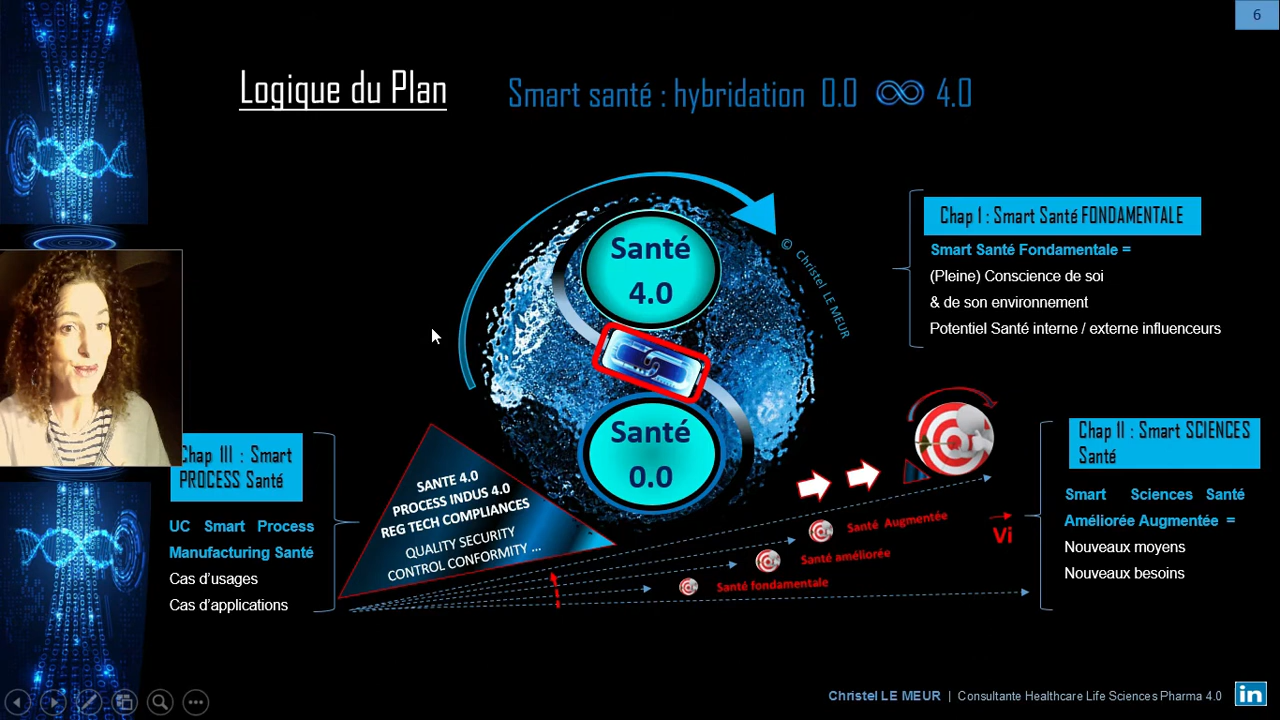 6
Logique du Plan
Smart santé : hybridation 0.0 ∞ 4.0
Santé
4.0
© Christel LE MEUR
Santé
0.0
Chap I : Smart Santé FONDAMENTALE
Smart Santé Fondamentale =
(Pleine) Conscience de soi
& de son environnement
Potentiel Santé interne / externe influenceurs
Chap II : Smart SCIENCES
Santé
Smart Sciences Santé
Améliorée Augmentée =
Nouveaux moyens
Nouveaux besoins
Chap III : Smart
PROCESS Santé
UC Smart Process
Manufacturing Santé
Cas d'usages
Cas d'applications
SANTE 4.0
PROCESS INDUS 4.0
REG TECH COMPLIANCES
QUALITY SECURITY
CONTROL CONFORMITY ...
Santé Augmentée
Santé améliorée
Santé fondamentale
Vi
Christel LE MEUR | Consultante Healthcare Life Sciences Pharma 4.0
in